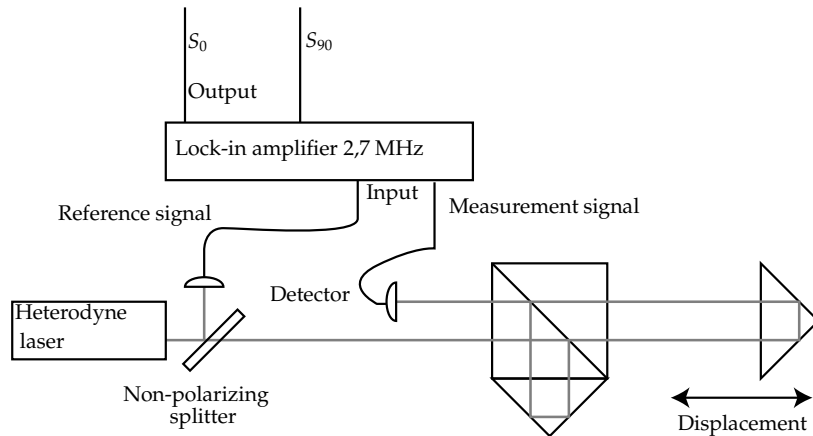 S0
S90
Output
Lock-in amplifier 2,7 MHz
Input
Reference signal
Measurement signal
Detector
Heterodyne
laser
Non-polarizing
splitter
Displacement